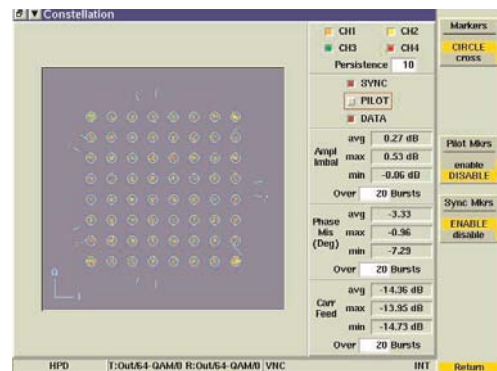 Constellation
CH1 CH2
CH3 CH4
Persistence 10
SYNC
PILOT
DATA
Ampl Imbal
avg 0.27 dB
max 0.53 dB
min -0.06 dB
Over 20 Bursts
Phase Mis (Deg)
avg -3.33
max -0.96
min -7.29
Over 20 Bursts
Carr Feed
avg -14.36 dB
max -13.95 dB
min -14.73 dB
Over 20 Bursts
Markers
CIRCLE
cross
Pilot Mkrs
enable
DISABLE
Sync Mkrs
ENABLE
disable
Return
Q
I
HPD T:Out/64-QAM/0 R:Out/64-QAM/0 VNC INT